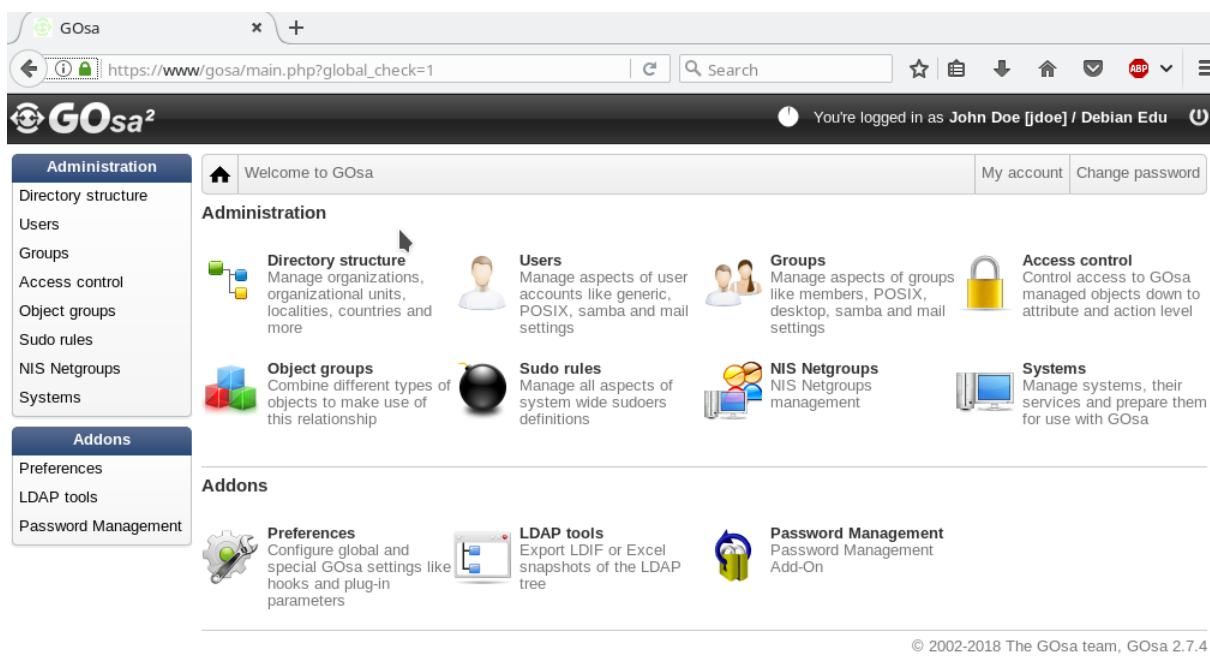 GOsa
https://www/gosa/main.php?global_check=1
Search
ABP
GOsa²
You're logged in as John Doe [jdoe] / Debian Edu
Administration
Directory structure
Users
Groups
Access control
Object groups
Sudo rules
NIS Netgroups
Systems
Addons
Preferences
LDAP tools
Password Management
Welcome to GOsa
My account
Change password
Administration
Directory structure
Manage organizations,
organizational units,
localities, countries and
more
Users
Manage aspects of user
accounts like generic,
POSIX, samba and mail
settings
Groups
Manage aspects of groups
like members, POSIX,
desktop, samba and mail
settings
Access control
Control access to GOsa
managed objects down to
attribute and action level
Object groups
Combine different types of
objects to make use of
this relationship
Sudo rules
Manage all aspects of
system wide sudoers
definitions
NIS Netgroups
NIS Netgroups
management
Systems
Manage systems, their
services and prepare them
for use with GOsa
Addons
Preferences
Configure global and
special GOsa settings like
hooks and plug-in
parameters
LDAP tools
Export LDIF or Excel
snapshots of the LDAP
tree
Password Management
Password Management
Add-On
© 2002-2018 The GOsa team, GOsa 2.7.4